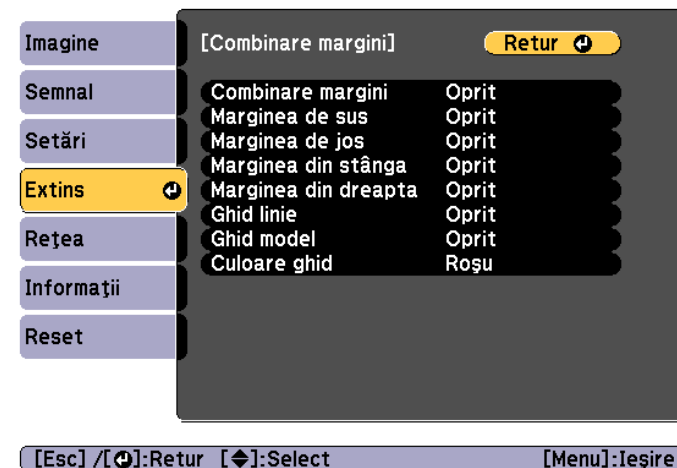 Imagine
Semnal
Setări
Extins
Reţea
Informaţii
Reset
[Combinare margini] Retur
Combinare margini Oprit
Marginea de sus Oprit
Marginea de jos Oprit
Marginea din stânga Oprit
Marginea din dreapta Oprit
Ghid linie Oprit
Ghid model Oprit
Culoare ghid Roşu
[Esc] /[⏎]:Retur [◆]:Select [Menu]:Ieşire